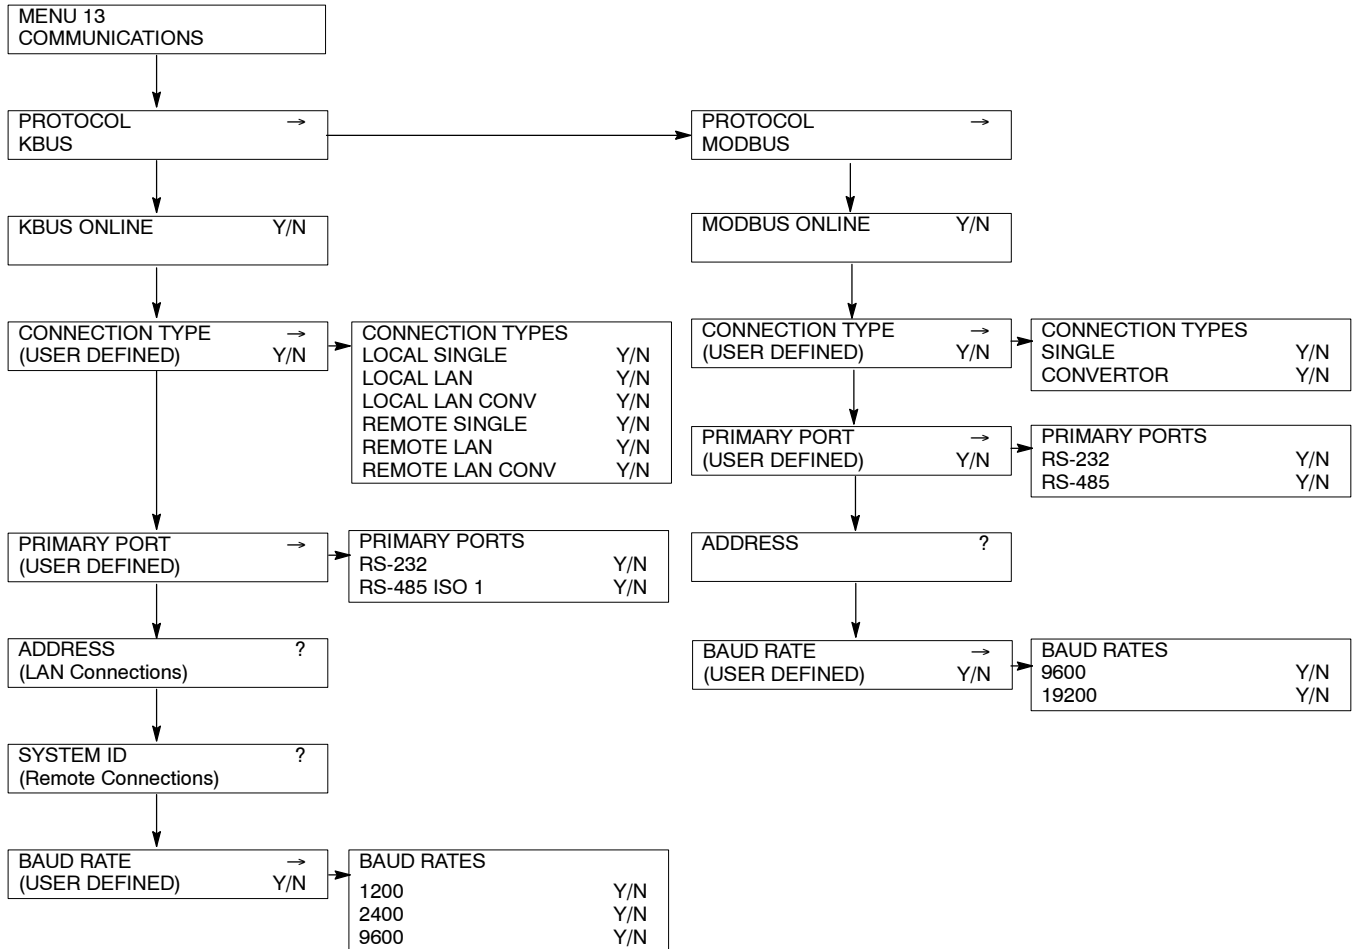 MENU 13
COMMUNICATIONS
PROTOCOL →
KBUS
KBUS ONLINE Y/N
CONNECTION TYPE →
(USER DEFINED) Y/N
CONNECTION TYPES
LOCAL SINGLE Y/N
LOCAL LAN Y/N
LOCAL LAN CONV Y/N
REMOTE SINGLE Y/N
REMOTE LAN Y/N
REMOTE LAN CONV Y/N
PRIMARY PORT →
(USER DEFINED)
PRIMARY PORTS
RS-232 Y/N
RS-485 ISO 1 Y/N
ADDRESS ?
(LAN Connections)
SYSTEM ID ?
(Remote Connections)
BAUD RATE →
(USER DEFINED) Y/N
BAUD RATES
1200 Y/N
2400 Y/N
9600 Y/N
PROTOCOL →
MODBUS
MODBUS ONLINE Y/N
CONNECTION TYPE →
(USER DEFINED) Y/N
CONNECTION TYPES
SINGLE Y/N
CONVERTOR Y/N
PRIMARY PORT →
(USER DEFINED) Y/N
PRIMARY PORTS
RS-232 Y/N
RS-485 Y/N
ADDRESS ?
BAUD RATE →
(USER DEFINED) Y/N
BAUD RATES
9600 Y/N
19200 Y/N